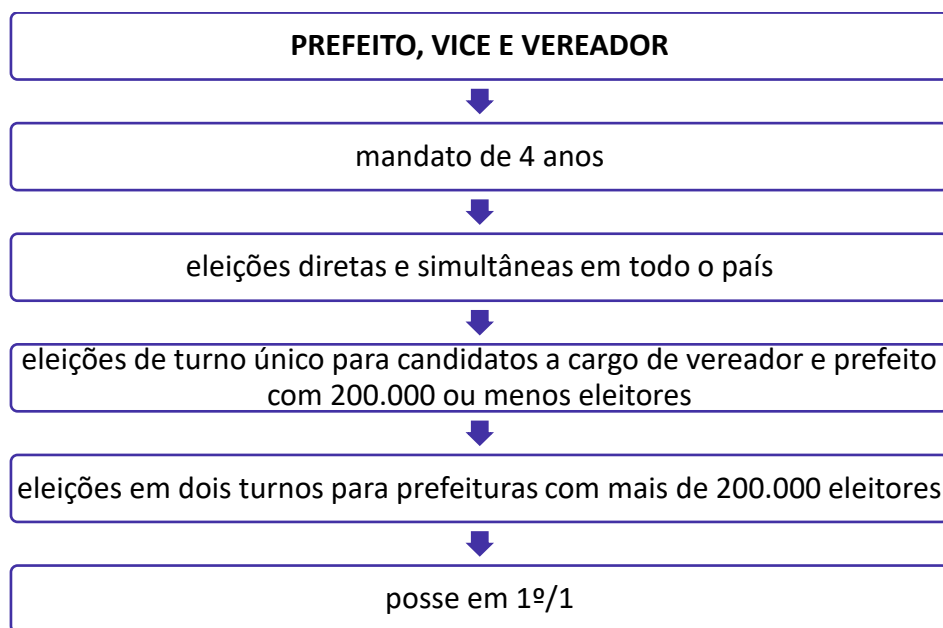 PREFEITO, VICE E VEREADOR
mandato de 4 anos
eleições diretas e simultâneas em todo o país
eleições de turno único para candidatos a cargo de vereador e prefeito
com 200.000 ou menos eleitores
eleições em dois turnos para prefeituras com mais de 200.000 eleitores
posse em 1º/1